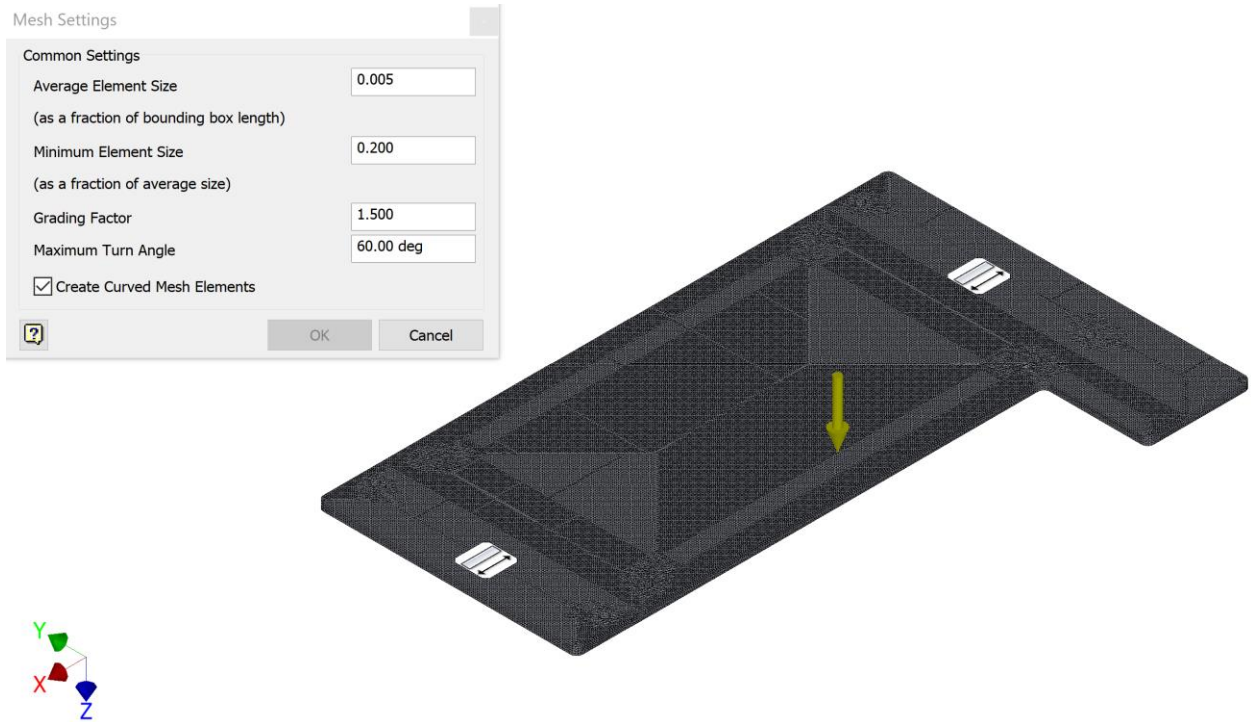 Mesh Settings
Common Settings
Average Element Size 0.005
(as a fraction of bounding box length)
Minimum Element Size 0.200
(as a fraction of average size)
Grading Factor 1.500
Maximum Turn Angle 60.00 deg
Create Curved Mesh Elements
? OK Cancel
Y
X
Z